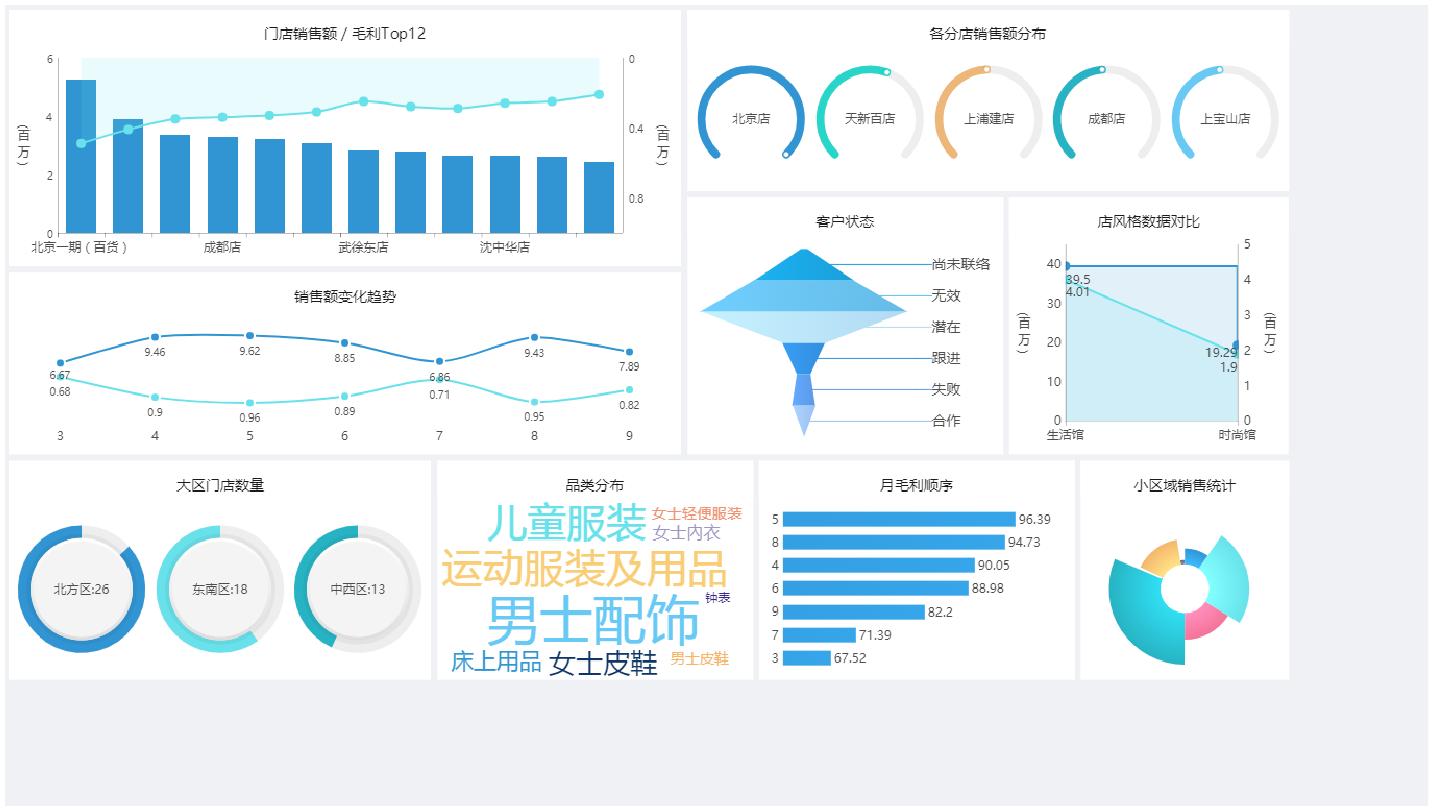 门店销售额 / 毛利Top12
6
4
2
0
(百万)
0
0.4
0.8
(百万)
北京一期（百货）
成都店
武徐东店
沈中华店
各分店销售额分布
北京店
天新百店
上浦建店
成都店
上宝山店
销售额变化趋势
6.67
9.46
9.62
8.85
6.86
9.43
7.89
0.68
0.9
0.96
0.89
0.71
0.95
0.82
3
4
5
6
7
8
9
客户状态
尚未联络
无效
潜在
跟进
失败
合作
店风格数据对比
40
30
20
10
0
(百万)
5
4
3
2
1
0
(百万)
39.5
4.01
19.29
1.9
生活馆
时尚馆
大区门店数量
北方区:26
东南区:18
中西区:13
品类分布
儿童服装
女士轻便服装
女士内衣
运动服装及用品
男士配饰
钟表
床上用品
女士皮鞋
男士皮鞋
月毛利顺序
5 96.39
8 94.73
4 90.05
6 88.98
9 82.2
7 71.39
3 67.52
小区域销售统计